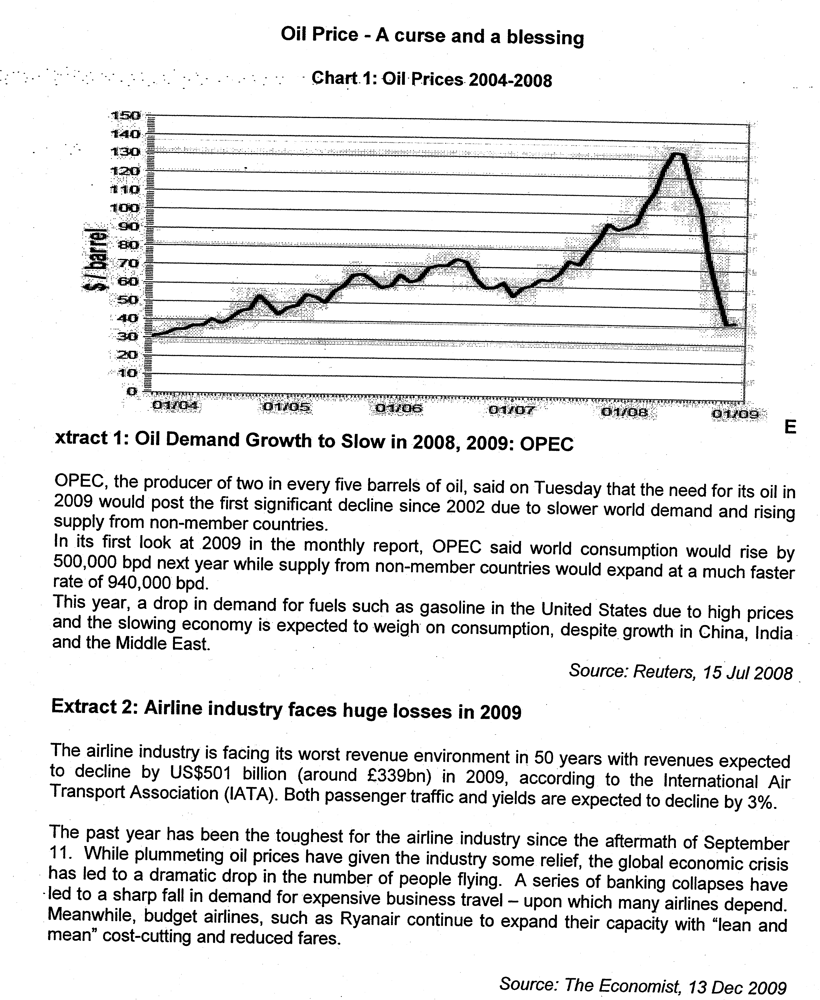 Oil Price - A curse and a blessing
Chart 1: Oil Prices 2004-2008
150
140
130
120
110
100
90
80
70
60
50
40
30
20
10
0
$ / barrel
01/04 01/05 01/06 01/07 01/08 01/09
E
xtract 1: Oil Demand Growth to Slow in 2008, 2009: OPEC
OPEC, the producer of two in every five barrels of oil, said on Tuesday that the need for its oil in
2009 would post the first significant decline since 2002 due to slower world demand and rising
supply from non-member countries.
In its first look at 2009 in the monthly report, OPEC said world consumption would rise by
500,000 bpd next year while supply from non-member countries would expand at a much faster
rate of 940,000 bpd.
This year, a drop in demand for fuels such as gasoline in the United States due to high prices
and the slowing economy is expected to weigh on consumption, despite growth in China, India
and the Middle East.
Source: Reuters, 15 Jul 2008
Extract 2: Airline industry faces huge losses in 2009
The airline industry is facing its worst revenue environment in 50 years with revenues expected
to decline by US$501 billion (around £339bn) in 2009, according to the International Air
Transport Association (IATA). Both passenger traffic and yields are expected to decline by 3%.
The past year has been the toughest for the airline industry since the aftermath of September
11. While plummeting oil prices have given the industry some relief, the global economic crisis
has led to a dramatic drop in the number of people flying. A series of banking collapses have
led to a sharp fall in demand for expensive business travel – upon which many airlines depend.
Meanwhile, budget airlines, such as Ryanair continue to expand their capacity with “lean and
mean” cost-cutting and reduced fares.
Source: The Economist, 13 Dec 2009